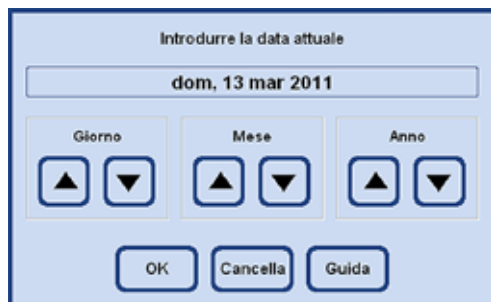 Introdurre la data attuale
dom, 13 mar 2011
Giorno Mese Anno
OK Cancella Guida